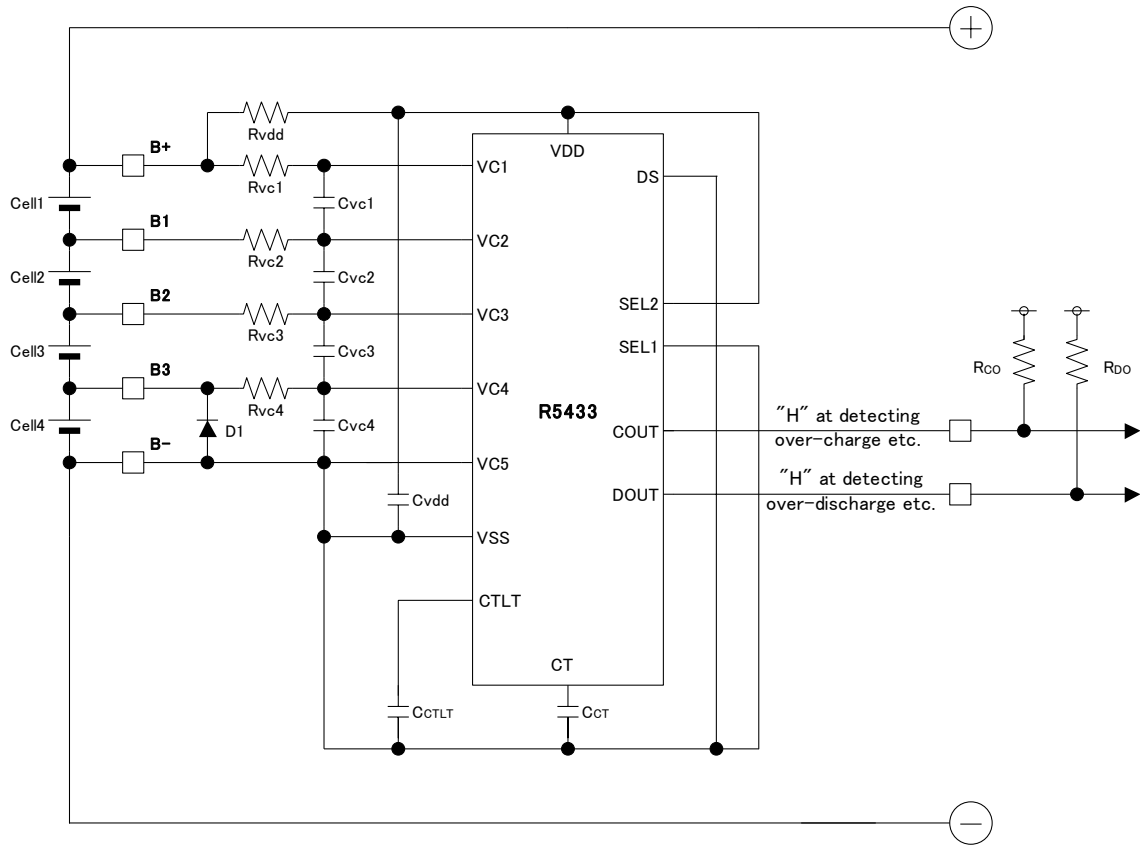 +
B+
Rvdd
Rvc1
VC1
VDD
DS
Cell1
Cvc1
B1
Rvc2
VC2
Cell2
Cvc2
B2
Rvc3
VC3
SEL2
Cell3
Cvc3
SEL1
B3
Rvc4
VC4
RCO
RDO
Cell4
D1
Cvc4
R5433
COUT
"H" at detecting
over-charge etc.
B-
VC5
DOUT
"H" at detecting
over-discharge etc.
Cvdd
VSS
CTLT
CT
CCTLT
CCT
−